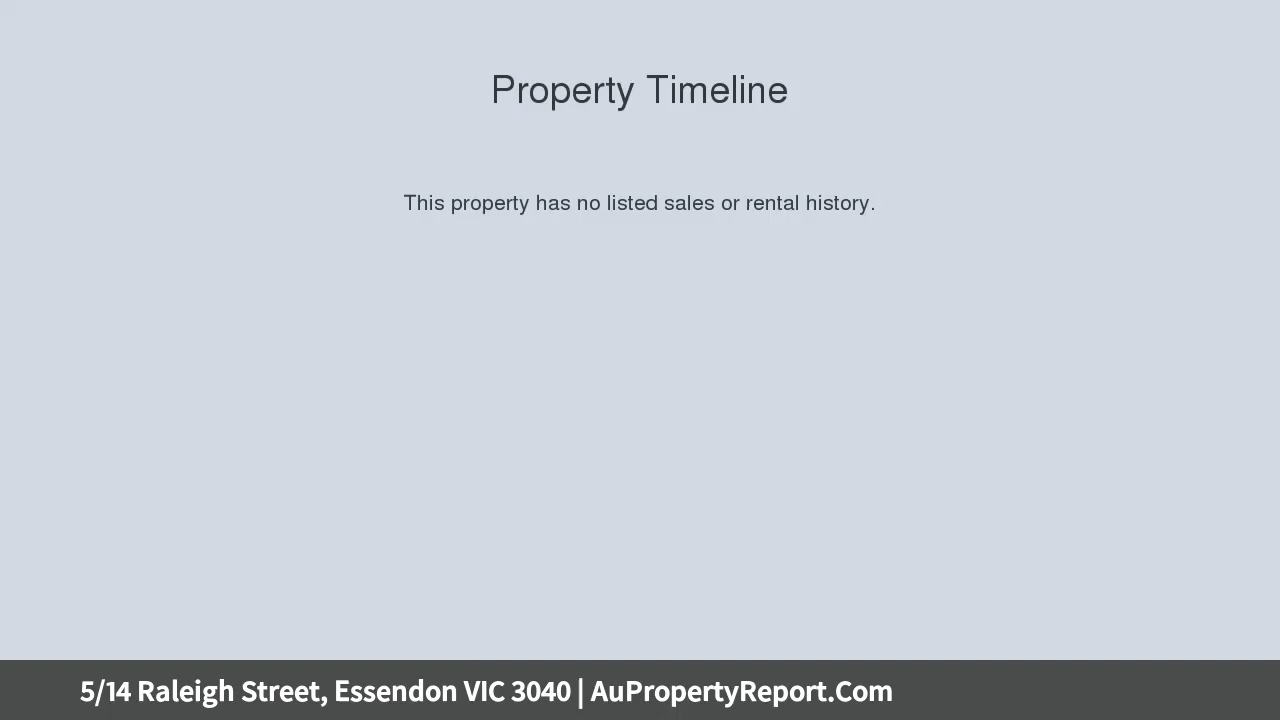 Property Timeline
This property has no listed sales or rental history.
5/14 Raleigh Street, Essendon VIC 3040 | AuPropertyReport.Com